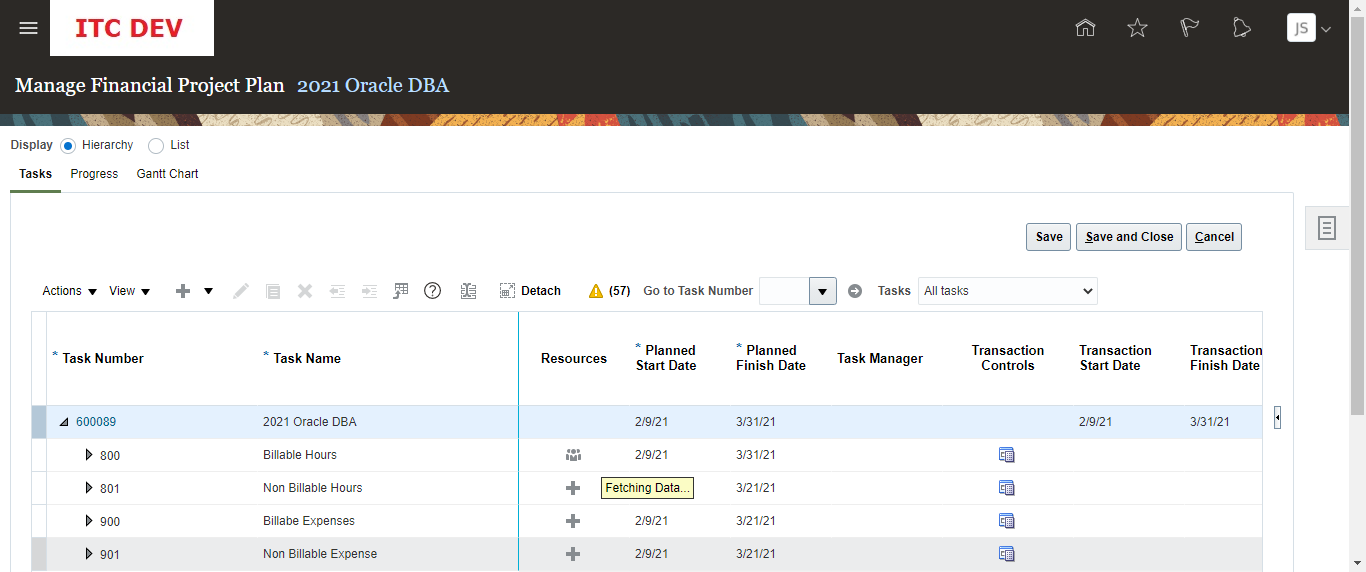 ITC DEV
JS
Manage Financial Project Plan 2021 Oracle DBA
Display Hierarchy List
Tasks Progress Gantt Chart
Save Save and Close Cancel
Actions View Detach (57) Go to Task Number Tasks All tasks
* Task Number * Task Name Resources * Planned Start Date * Planned Finish Date Task Manager Transaction Controls Transaction Start Date Transaction Finish Date
600089 2021 Oracle DBA 2/9/21 3/31/21 2/9/21 3/31/21
800 Billable Hours 2/9/21 3/31/21
801 Non Billable Hours Fetching Data... 3/21/21
900 Billabe Expenses 2/9/21 3/21/21
901 Non Billable Expense 2/9/21 3/21/21